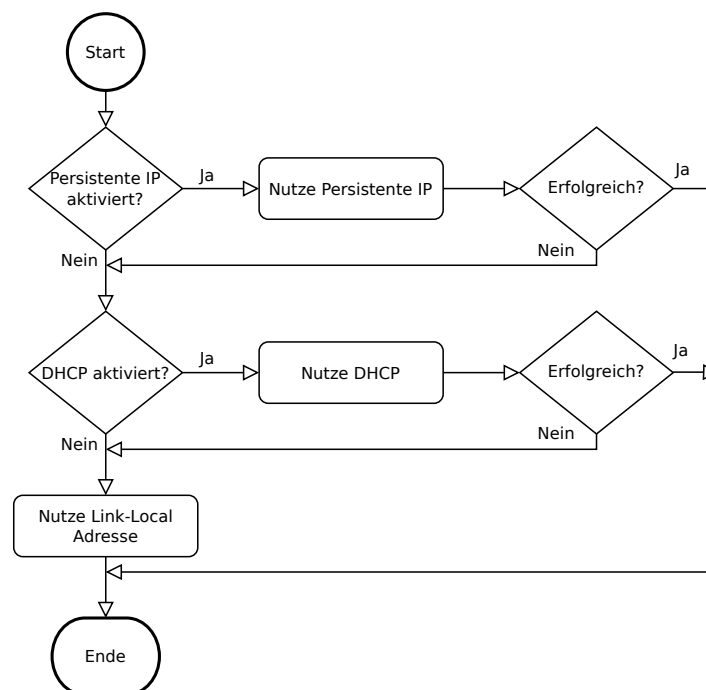 Start
Persistente IP
aktiviert?
Ja
Nutze Persistente IP
Erfolgreich?
Ja
Nein
Nein
DHCP aktiviert?
Ja
Nutze DHCP
Erfolgreich?
Ja
Nein
Nein
Nutze Link-Local
Adresse
Ende